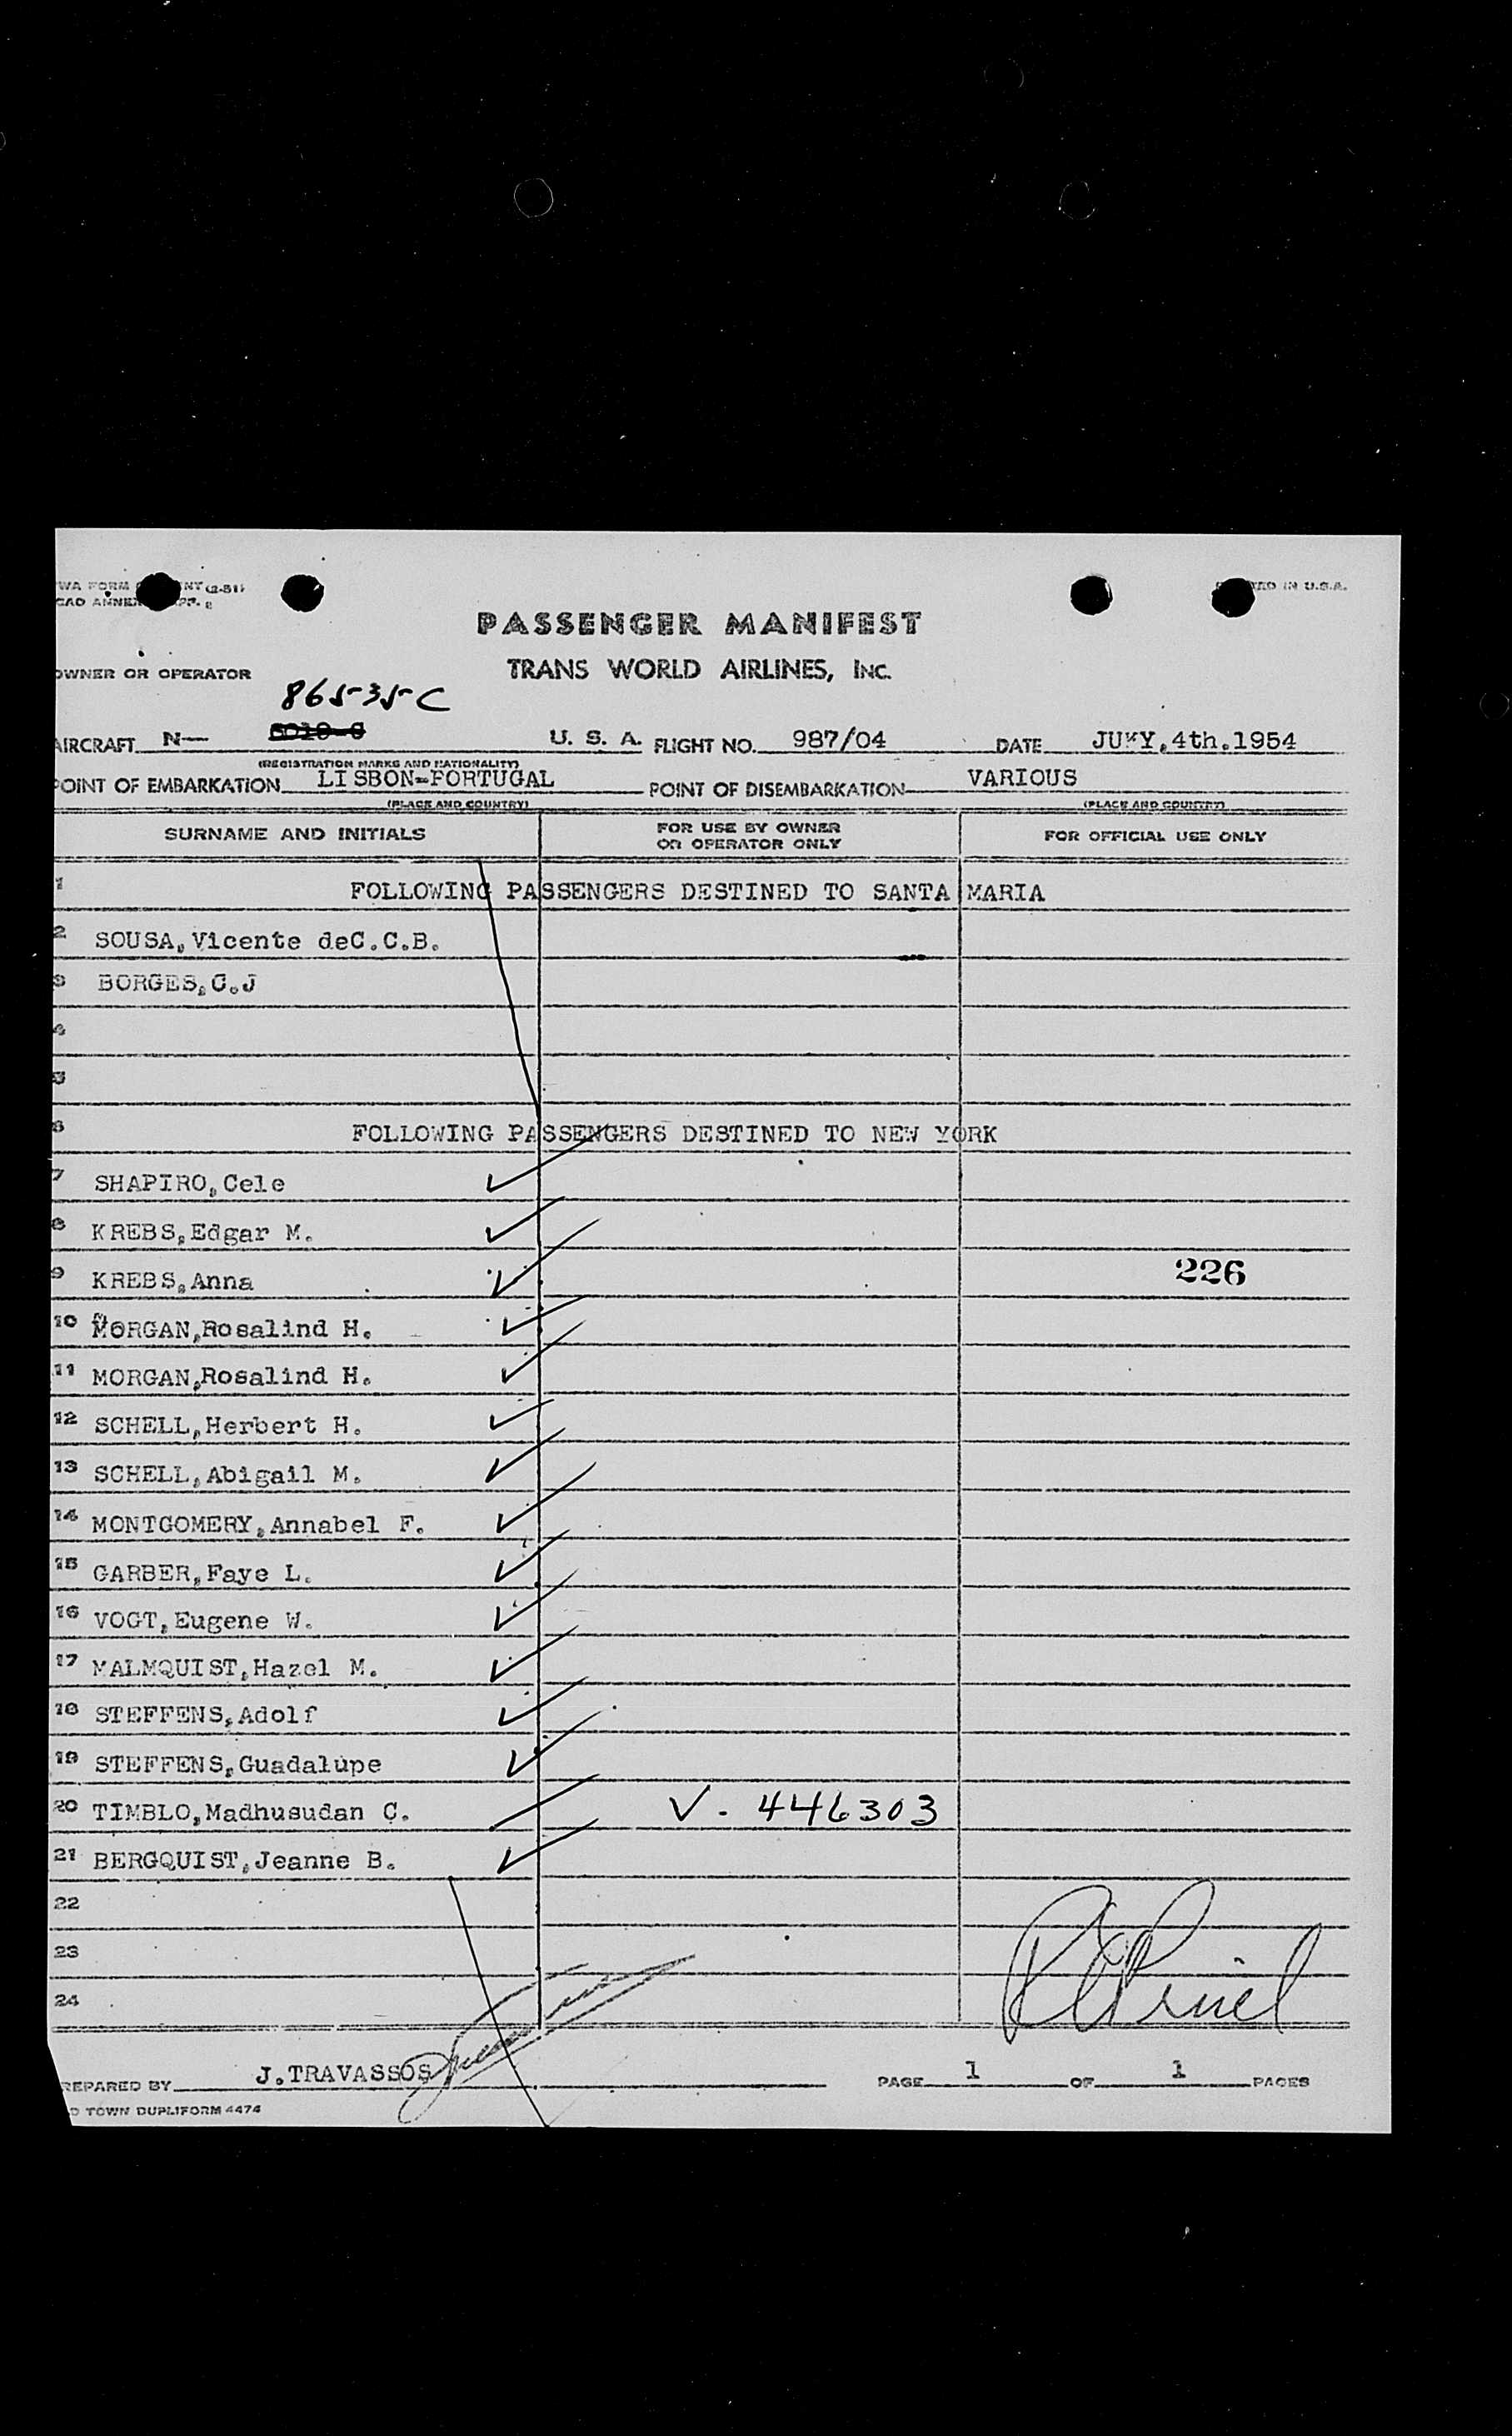 PRINTED IN U.S.A.
PASSENGER MANIFEST
OWNER OR OPERATOR TRANS WORLD AIRLINES, INC.
86535C
AIRCRAFT N— 6019-C U. S. A. FLIGHT NO. 987/04 DATE JULY.4th.1954
(REGISTRATION MARKS AND NATIONALITY)
POINT OF EMBARKATION LISBON-PORTUGAL POINT OF DISEMBARKATION VARIOUS
(PLACE AND COUNTRY) (PLACE AND COUNTRY)
SURNAME AND INITIALS FOR USE BY OWNER OR OPERATOR ONLY FOR OFFICIAL USE ONLY
1 FOLLOWING PASSENGERS DESTINED TO SANTA MARIA
2 SOUSA,Vicente deC.C.B.
3 BORGES,C.J
4
5
6 FOLLOWING PASSENGERS DESTINED TO NEW YORK
7 SHAPIRO,Cele
8 KREBS,Edgar M.
9 KREBS,Anna 226
10 MORGAN,Rosalind H.
11 MORGAN,Rosalind H.
12 SCHELL,Herbert H.
13 SCHELL,Abigail M.
14 MONTGOMERY,Annabel F.
15 GARBER,Faye L.
16 VOGT,Eugene W.
17 MALMQUIST,Hazel M.
18 STEFFENS,Adolf
19 STEFFENS,Guadalupe
20 TIMBLO,Madhusudan C. V. 446303
21 BERGQUIST,Jeanne B.
22
23
24
PREPARED BY J.TRAVASSOS PAGE 1 OF 1 PAGES
TOWN DUPLIFORM 4474